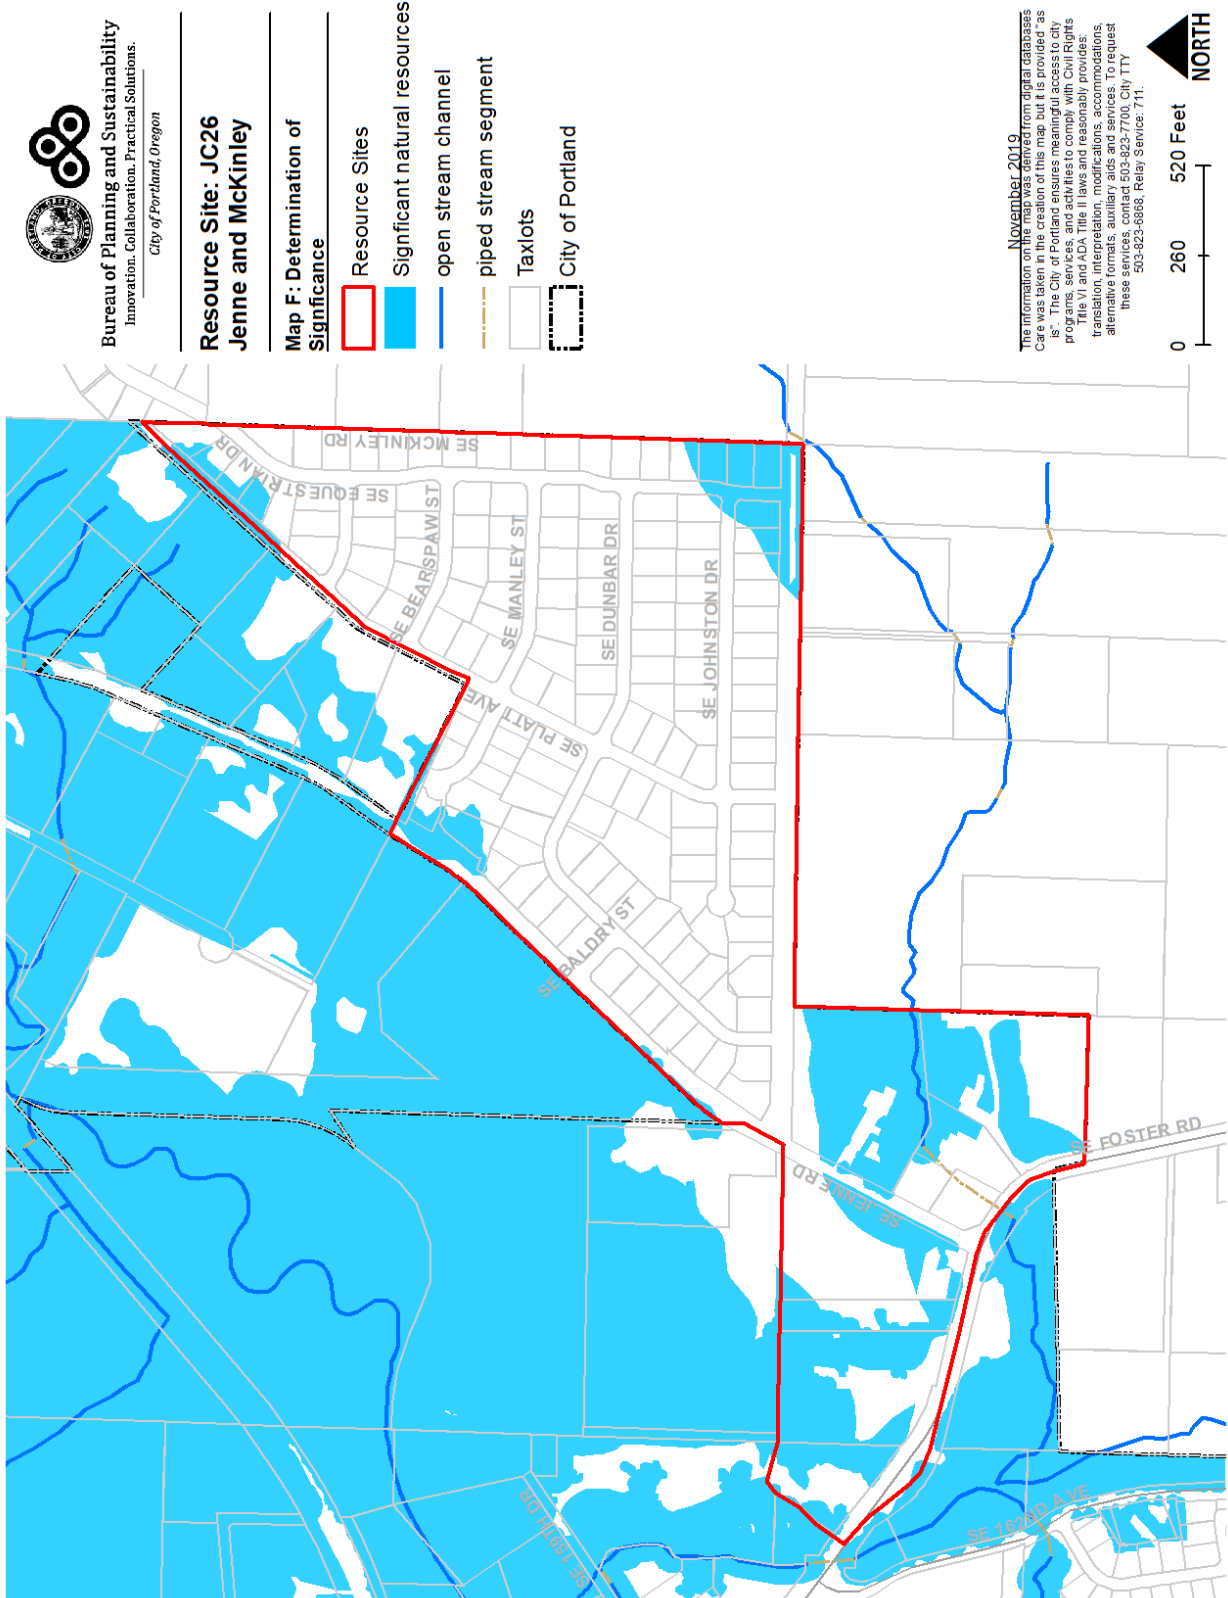 Bureau of Planning and Sustainability
Innovation. Collaboration. Practical Solutions.
City of Portland, Oregon
Resource Site: JC26
Jenne and McKinley
Map F: Determination of
Signficance
Resource Sites
Signficant natural resources
open stream channel
piped stream segment
Taxlots
City of Portland
November 2019
The information on the map was derived from digital databases
Care was taken in the creation of this map but it is provided "as
is". The City of Portland ensures meaningful access to city
programs, services, and activities to comply with Civil Rights
Title VI and ADA Title II laws and reasonably provides:
translation, interpretation, modifications, accommodations,
alternative formats, auxiliary aids and services. To request
these services, contact 503-823-7700, City TTY
503-823-6868, Relay Service: 711.
0 260 520 Feet
NORTH
SE MCKINLEY RD
SE EQUESTRIAN DR
SE BEARSPAW ST
SE MANLEY ST
SE DUNBAR DR
SE JOHNSTON DR
SE PLATT AVE
SE BALDRY ST
SE JENNE RD
SE FOSTER RD
SE 162ND AVE
SE 159TH DR